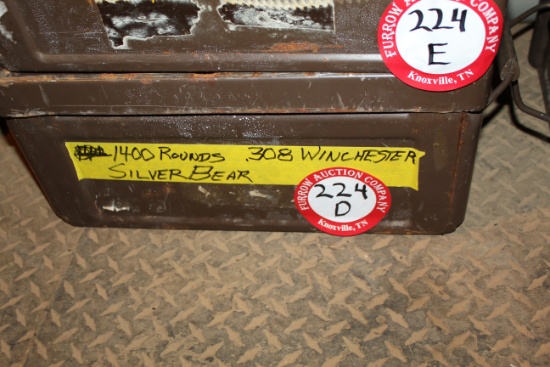 FURROW AUCTION COMPANY
224
E
Knoxville, TN
1400 ROUNDS .308 WINCHESTER
SILVER BEAR
FURROW AUCTION COMPANY
224
D
Knoxville, TN